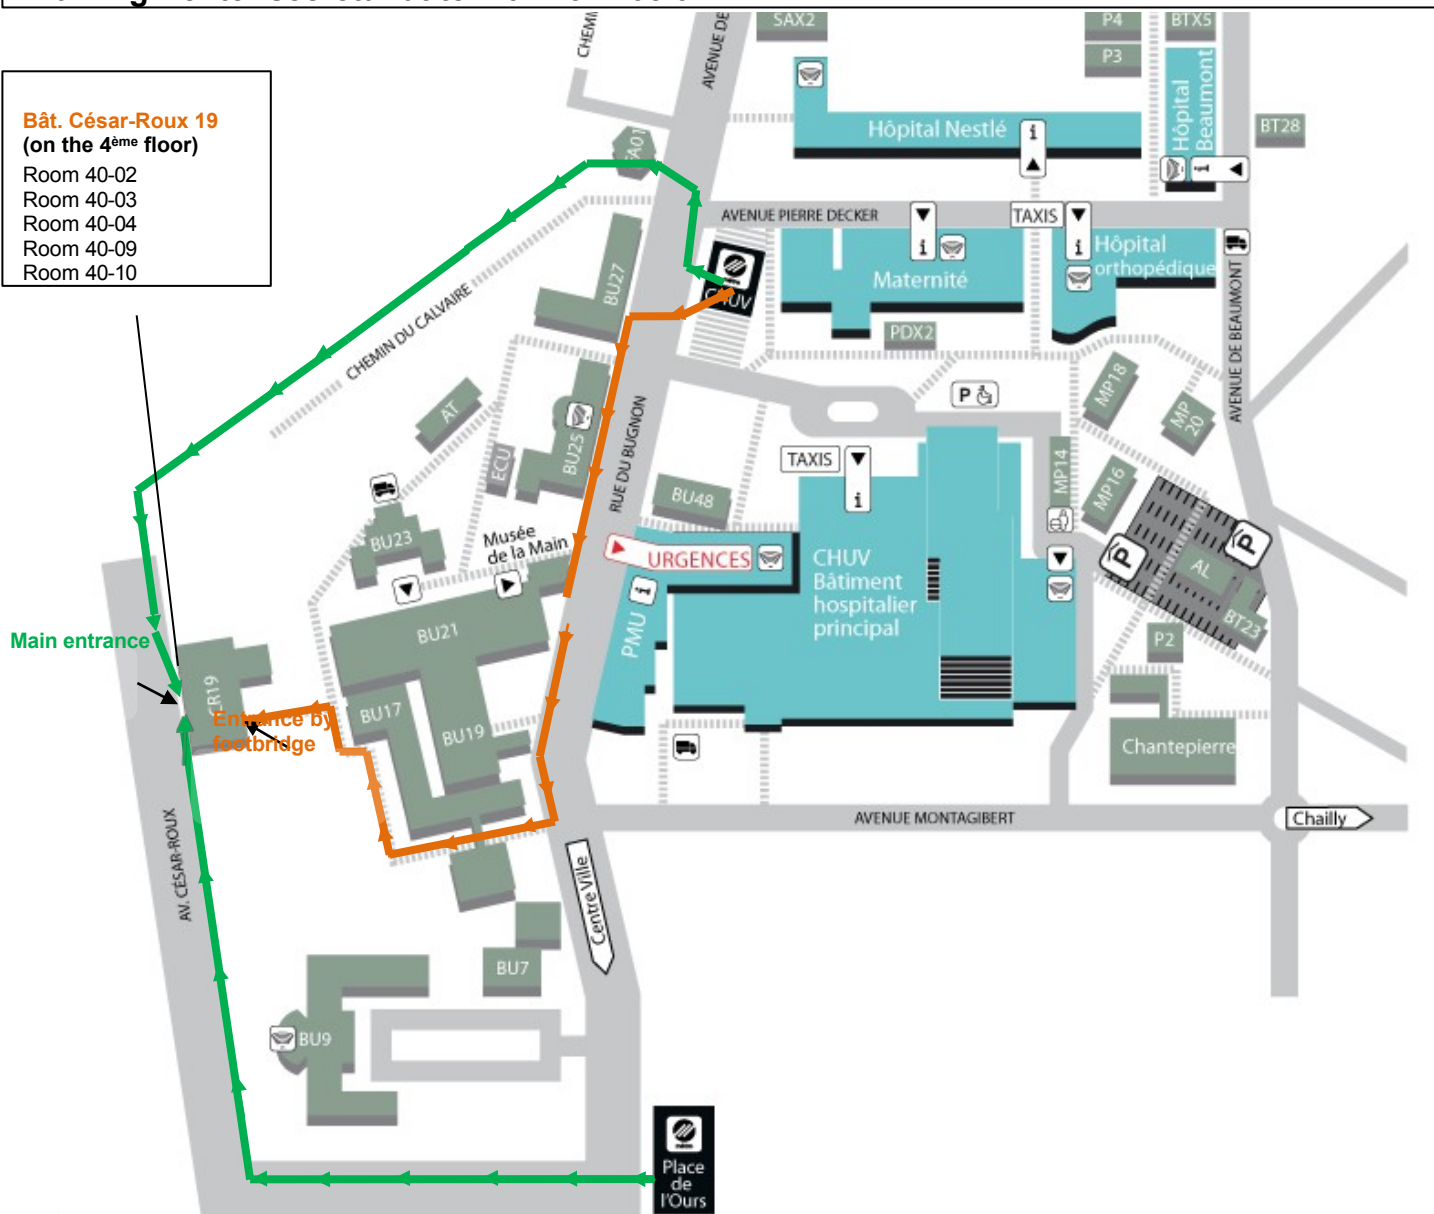 Bât. César-Roux 19
(on the 4ème floor)
Room 40-02
Room 40-03
Room 40-04
Room 40-09
Room 40-10
CHEMI
AVENUE DE
SAX2
P4
BTX5
P3
Hôpital Nestlé
i
Hôpital
Beaumont
i
BT28
FA01
AVENUE PIERRE DECKER
TAXIS
i
i
Hôpital
orthopédique
Maternité
CHUV
BU27
PDX2
CHEMIN DU CALVAIRE
AVENUE DE BEAUMONT
MP18
MP
20
P
AT
BU25
ECU
RUE DU BUGNON
TAXIS
i
BU48
MP14
MP16
P
P
BU23
Musée
de la Main
URGENCES
CHUV
Bâtiment
hospitalier
principal
AL
BT23
PMU
i
BU21
P2
Main entrance
CR19
Entrance by
footbridge
BU17
BU19
Chantepierre
AV. CÉSAR-ROUX
AVENUE MONTAGIBERT
Chailly
Centre Ville
BU7
BU9
Place
de
l'Ours